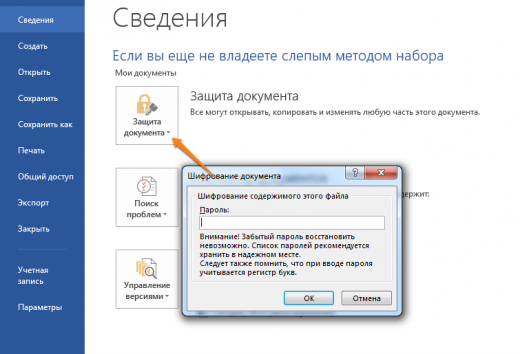 Сведения
Создать
Открыть
Сохранить
Сохранить как
Печать
Общий доступ
Экспорт
Закрыть
Учетная
запись
Параметры
Сведения
Если вы еще не владеете слепым методом набора
Мои документы
Защита
документа
Защита документа
Все могут открывать, копировать и изменять любую часть этого документа.
Поиск
проблем
Управление
версиями
Шифрование документа
Шифрование содержимого этого файла
Пароль:
Внимание! Забытый пароль восстановить
невозможно. Список паролей рекомендуется
хранить в надежном месте.
Следует также помнить, что при вводе пароля
учитывается регистр букв.
ОК
Отмена